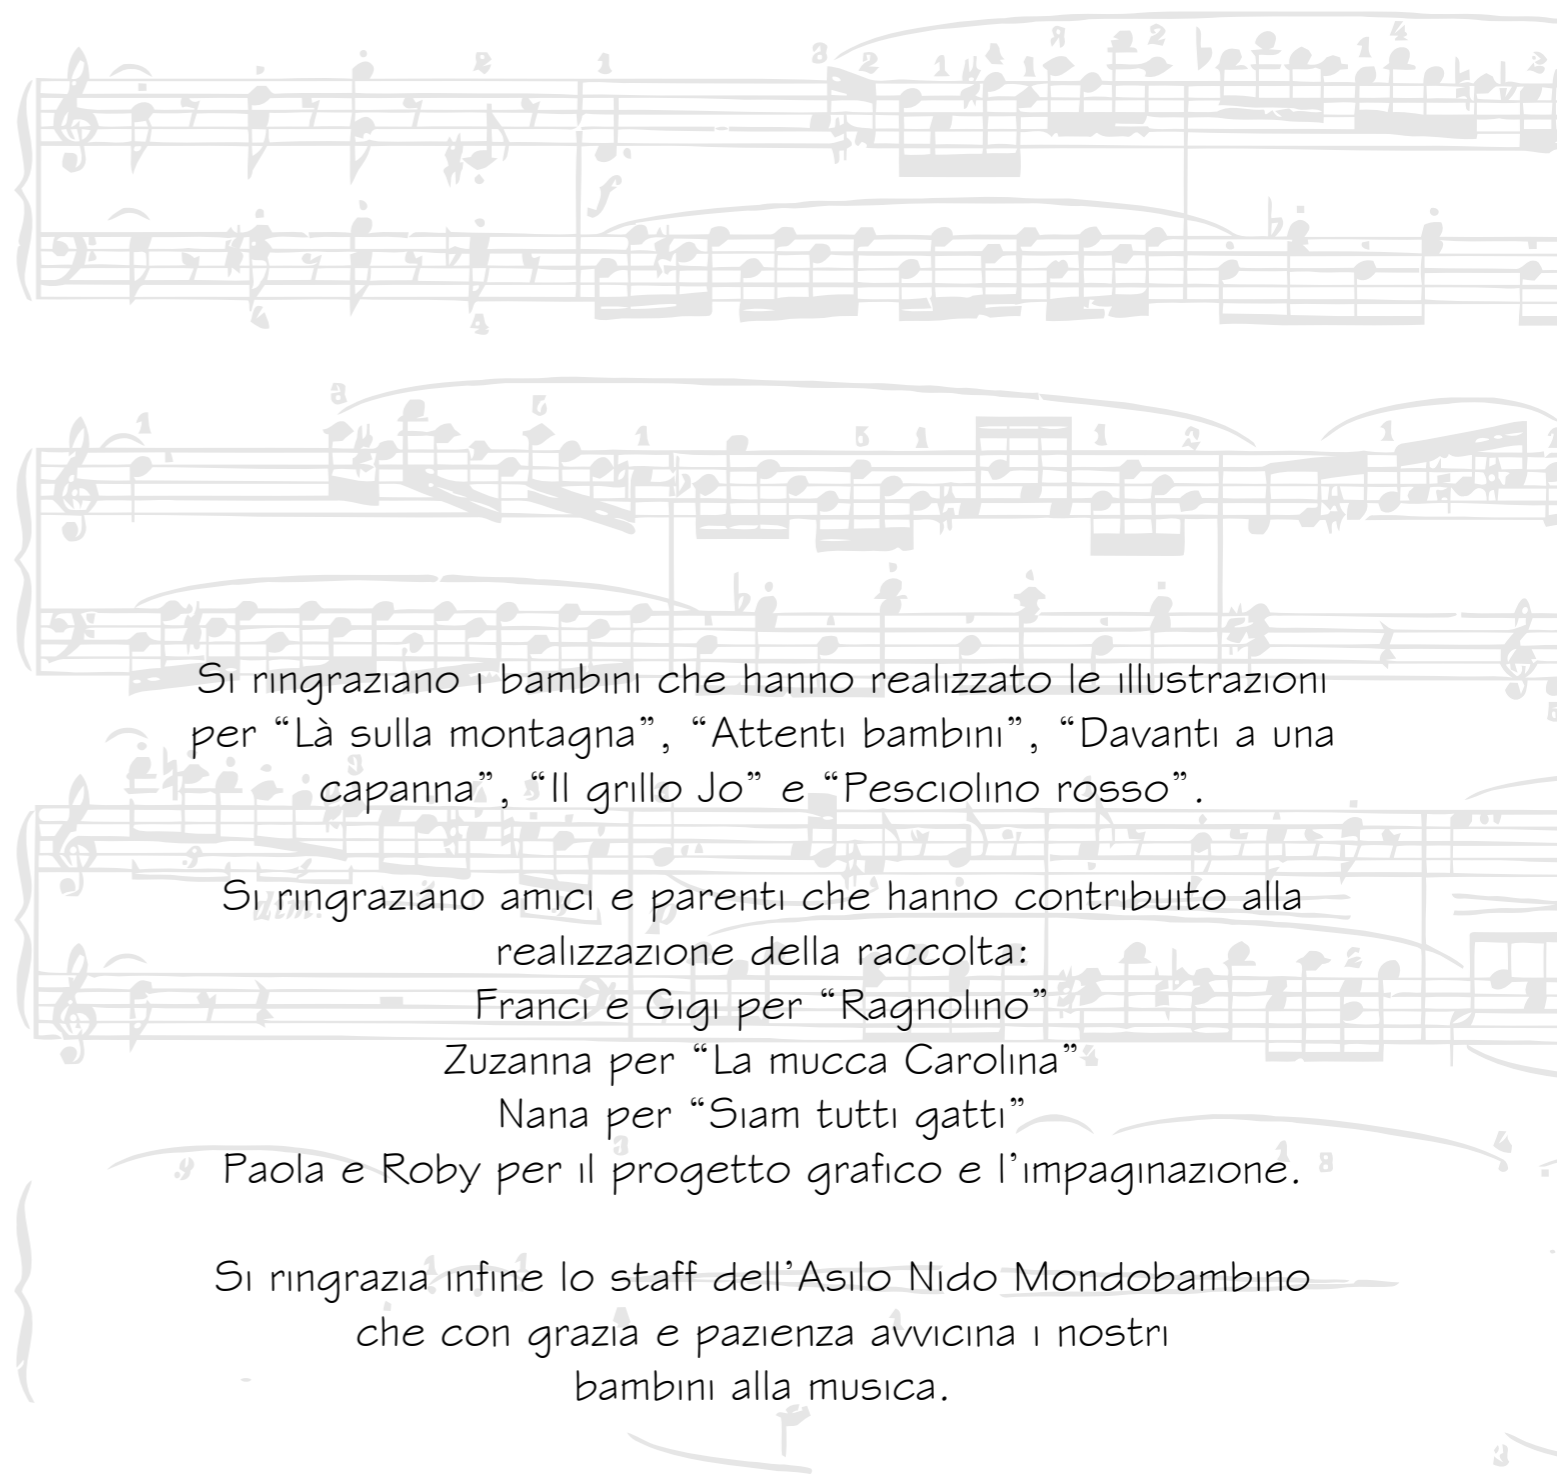 Si ringraziano i bambini che hanno realizzato le illustrazioni
per “Là sulla montagna”, “Attenti bambini”, “Davanti a una
capanna”, “Il grillo Jo” e “Pesciolino rosso”.
Si ringraziano amici e parenti che hanno contribuito alla
realizzazione della raccolta:
Franci e Gigi per “Ragnolino”
Zuzanna per “La mucca Carolina”
Nana per “Siam tutti gatti”
Paola e Roby per il progetto grafico e l’impaginazione.
Si ringrazia infine lo staff dell’Asilo Nido Mondobambino
che con grazia e pazienza avvicina i nostri
bambini alla musica.